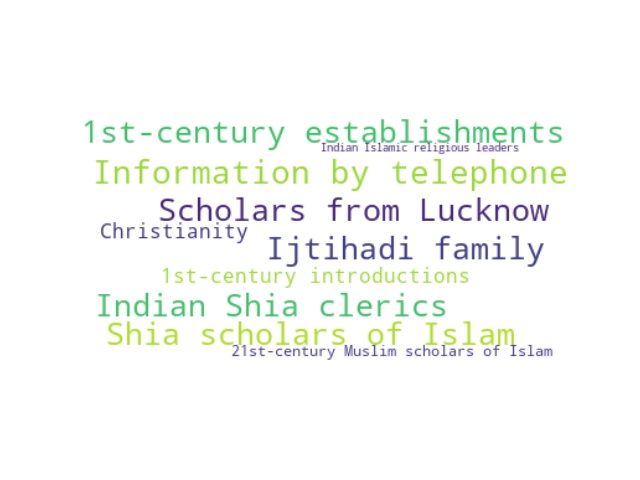 1st-century establishments
Indian Islamic religious leaders
Information by telephone
Scholars from Lucknow
Christianity
Ijtihadi family
1st-century introductions
Indian Shia clerics
Shia scholars of Islam
21st-century Muslim scholars of Islam